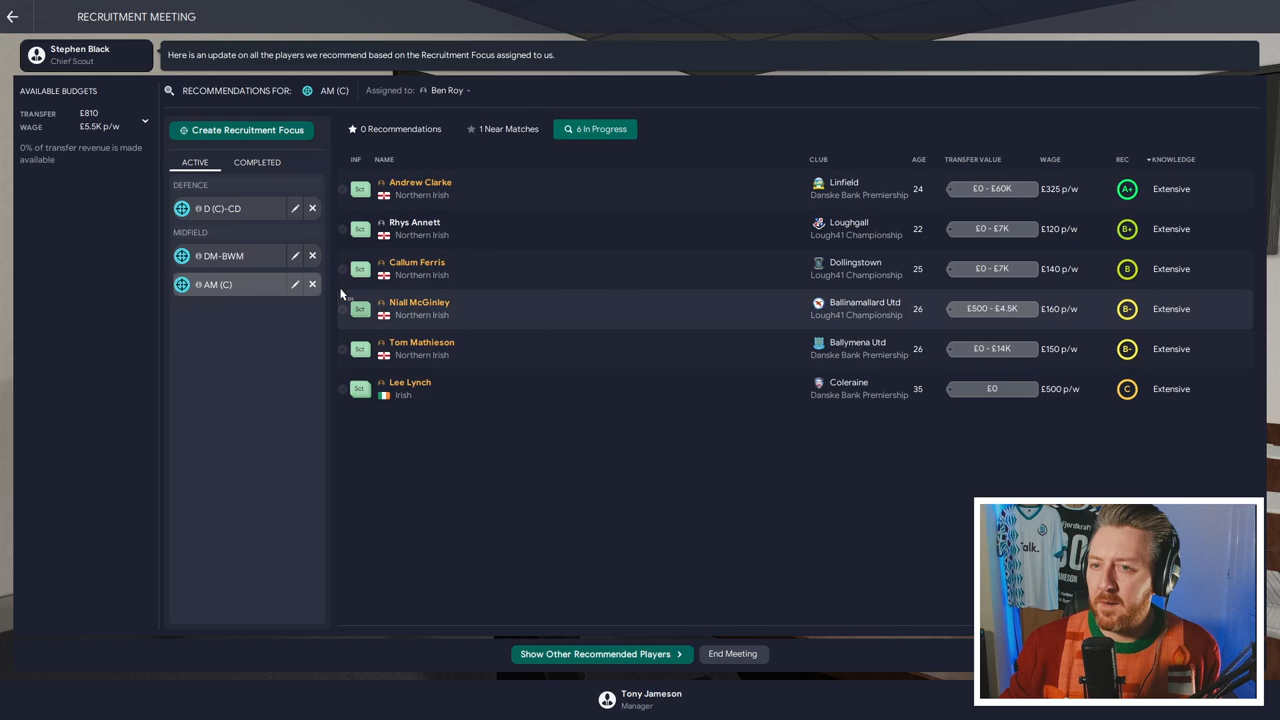 RECRUITMENT MEETING
Stephen Black
Chief Scout
Here is an update on all the players we recommend based on the Recruitment Focus assigned to us.
AVAILABLE BUDGETS
TRANSFER £810
WAGE £5.5K p/w
0% of transfer revenue is made
available
RECOMMENDATIONS FOR: AM (C) Assigned to: Ben Roy
Create Recruitment Focus
ACTIVE COMPLETED
DEFENCE
D (C)-CD
MIDFIELD
DM-BWM
AM (C)
0 Recommendations 1 Near Matches 6 In Progress
INF NAME CLUB AGE TRANSFER VALUE WAGE REC KNOWLEDGE
Sct Andrew Clarke Linfield 24 £0 - £60K £325 p/w A+ Extensive
Northern Irish Danske Bank Premiership
Sct Rhys Annett Loughgall 22 £0 - £7K £120 p/w B+ Extensive
Northern Irish Lough41 Championship
Sct Callum Ferris Dollingstown 25 £0 - £7K £140 p/w B Extensive
Northern Irish Lough41 Championship
Sct Niall McGinley Ballinamallard Utd 26 £500 - £4.5K £160 p/w B- Extensive
Northern Irish Lough41 Championship
Sct Tom Mathieson Ballymena Utd 26 £0 - £14K £150 p/w B- Extensive
Northern Irish Danske Bank Premiership
Sct Lee Lynch Coleraine 35 £0 £500 p/w C Extensive
Irish Danske Bank Premiership
Show Other Recommended Players
End Meeting
Tony Jameson
Manager
Talk.
fjordkraft
JAMESON